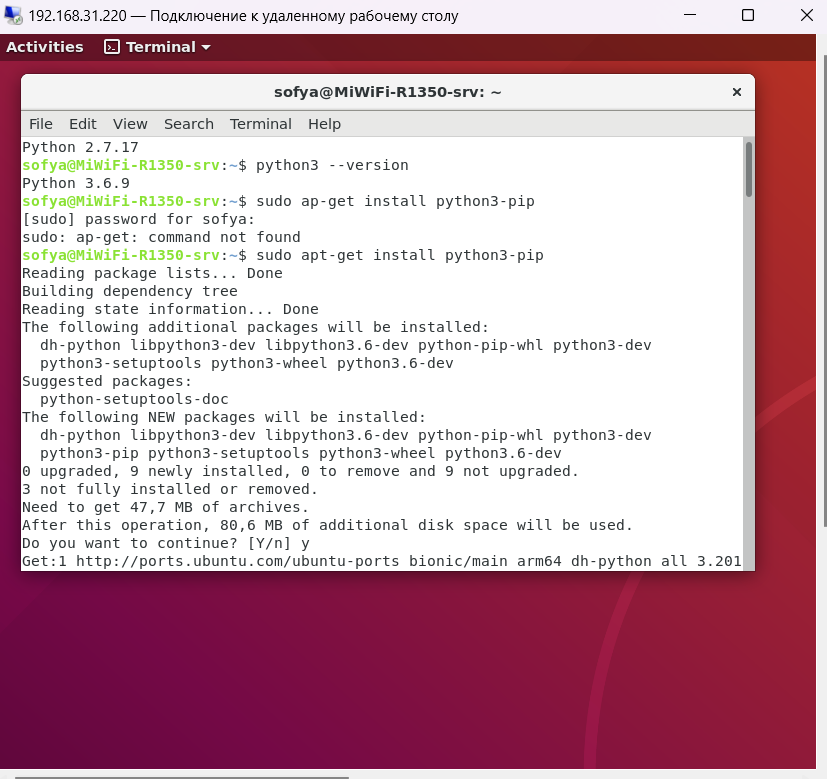 192.168.31.220 — Подключение к удаленному рабочему столу
Activities Terminal
sofya@MiWiFi-R1350-srv: ~
File Edit View Search Terminal Help
Python 2.7.17
sofya@MiWiFi-R1350-srv:~$ python3 --version
Python 3.6.9
sofya@MiWiFi-R1350-srv:~$ sudo ap-get install python3-pip
[sudo] password for sofya:
sudo: ap-get: command not found
sofya@MiWiFi-R1350-srv:~$ sudo apt-get install python3-pip
Reading package lists... Done
Building dependency tree
Reading state information... Done
The following additional packages will be installed:
  dh-python libpython3-dev libpython3.6-dev python-pip-whl python3-dev
  python3-setuptools python3-wheel python3.6-dev
Suggested packages:
  python-setuptools-doc
The following NEW packages will be installed:
  dh-python libpython3-dev libpython3.6-dev python-pip-whl python3-dev
  python3-pip python3-setuptools python3-wheel python3.6-dev
0 upgraded, 9 newly installed, 0 to remove and 9 not upgraded.
3 not fully installed or removed.
Need to get 47,7 MB of archives.
After this operation, 80,6 MB of additional disk space will be used.
Do you want to continue? [Y/n] y
Get:1 http://ports.ubuntu.com/ubuntu-ports bionic/main arm64 dh-python all 3.201